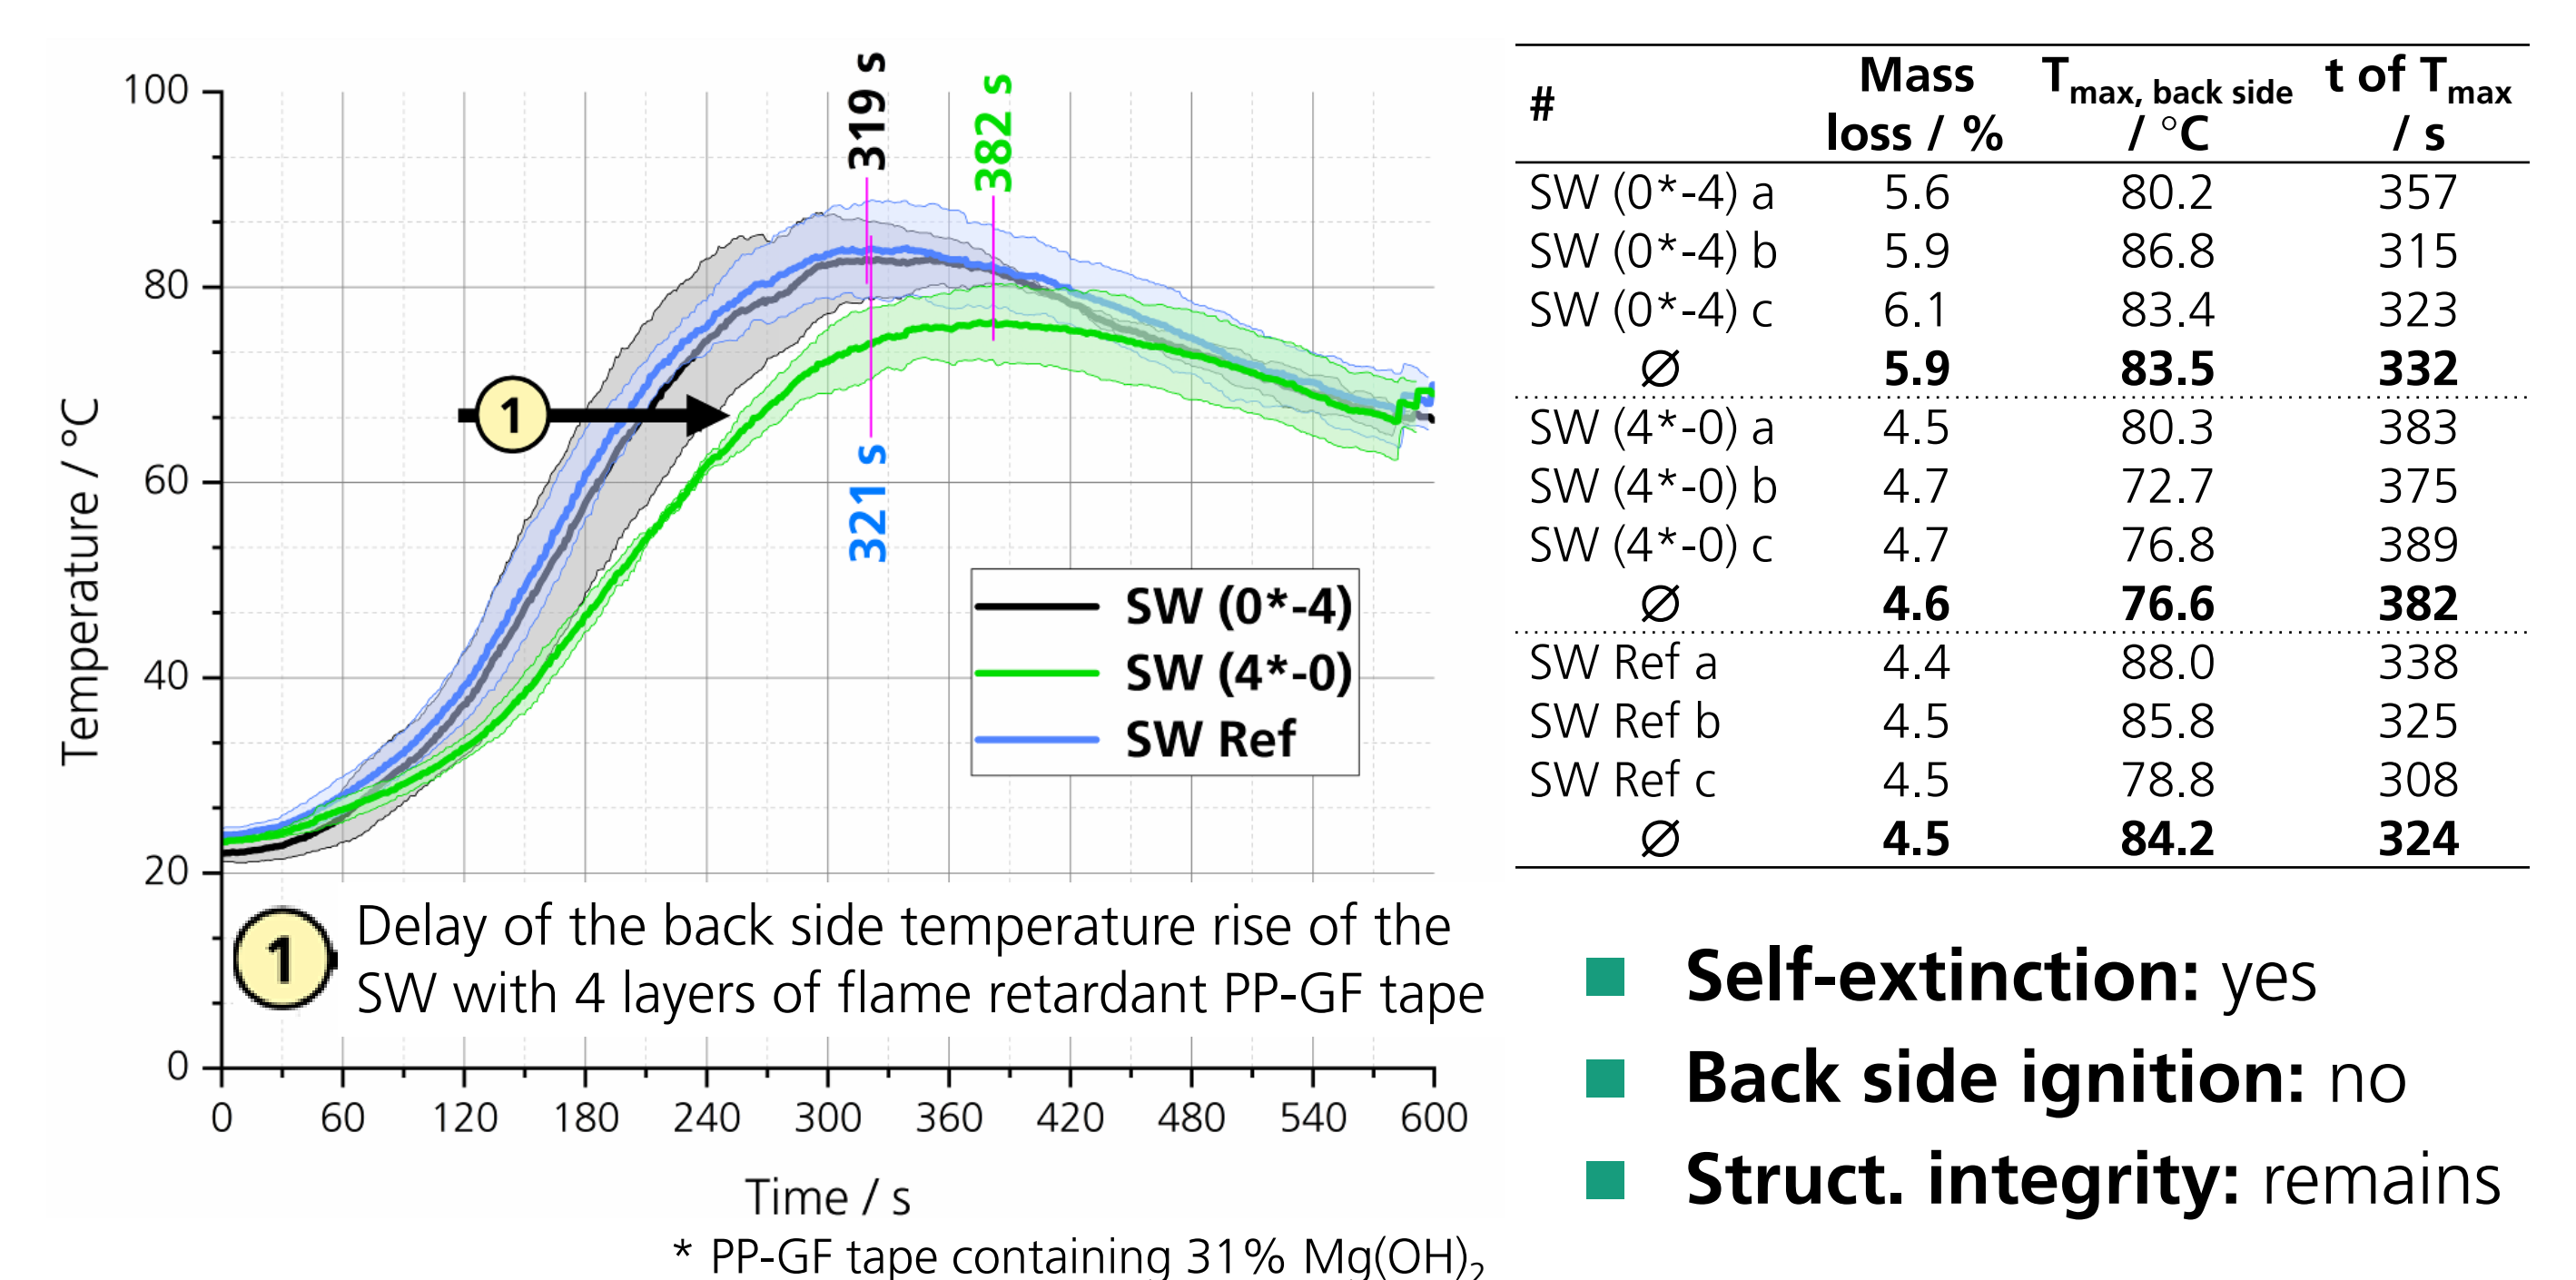 319 s
382 s
321 s
Temperature / °C
100
80
60
40
20
0
1
SW (0*-4)
SW (4*-0)
SW Ref
1 Delay of the back side temperature rise of the
SW with 4 layers of flame retardant PP-GF tape
0 60 120 180 240 300 360 420 480 540 600
Time / s
* PP-GF tape containing 31% Mg(OH)₂
# Mass loss / % T max, back side / °C t of T max / s
SW (0*-4) a 5.6 80.2 357
SW (0*-4) b 5.9 86.8 315
SW (0*-4) c 6.1 83.4 323
∅ 5.9 83.5 332
SW (4*-0) a 4.5 80.3 383
SW (4*-0) b 4.7 72.7 375
SW (4*-0) c 4.7 76.8 389
∅ 4.6 76.6 382
SW Ref a 4.4 88.0 338
SW Ref b 4.5 85.8 325
SW Ref c 4.5 78.8 308
∅ 4.5 84.2 324
Self-extinction: yes
Back side ignition: no
Struct. integrity: remains